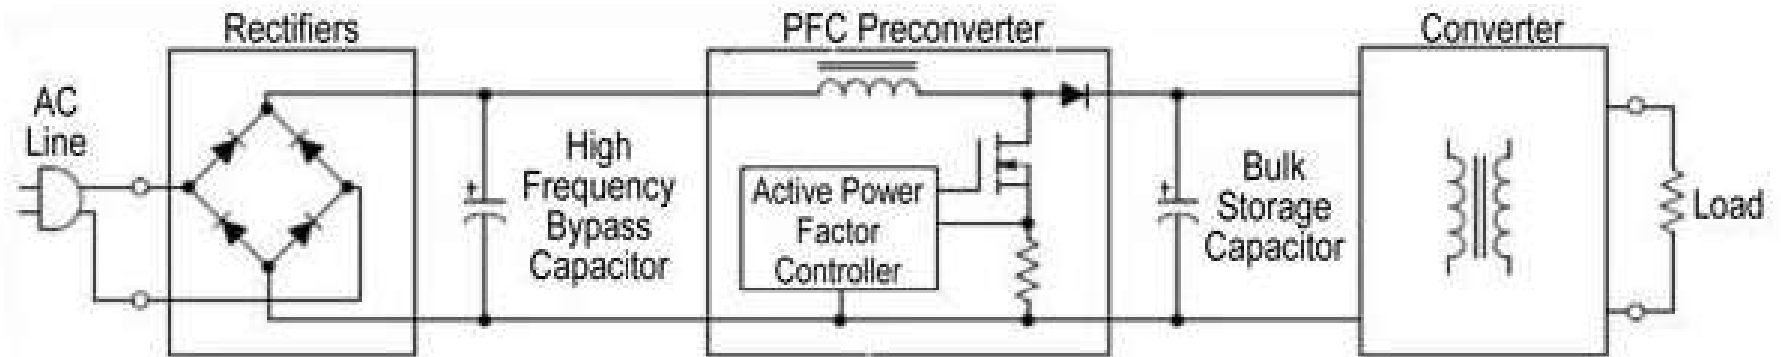 Rectifiers
PFC Preconverter
Converter
AC
Line
High
Frequency
Bypass
Capacitor
Active Power
Factor
Controller
Bulk
Storage
Capacitor
Load
+
+